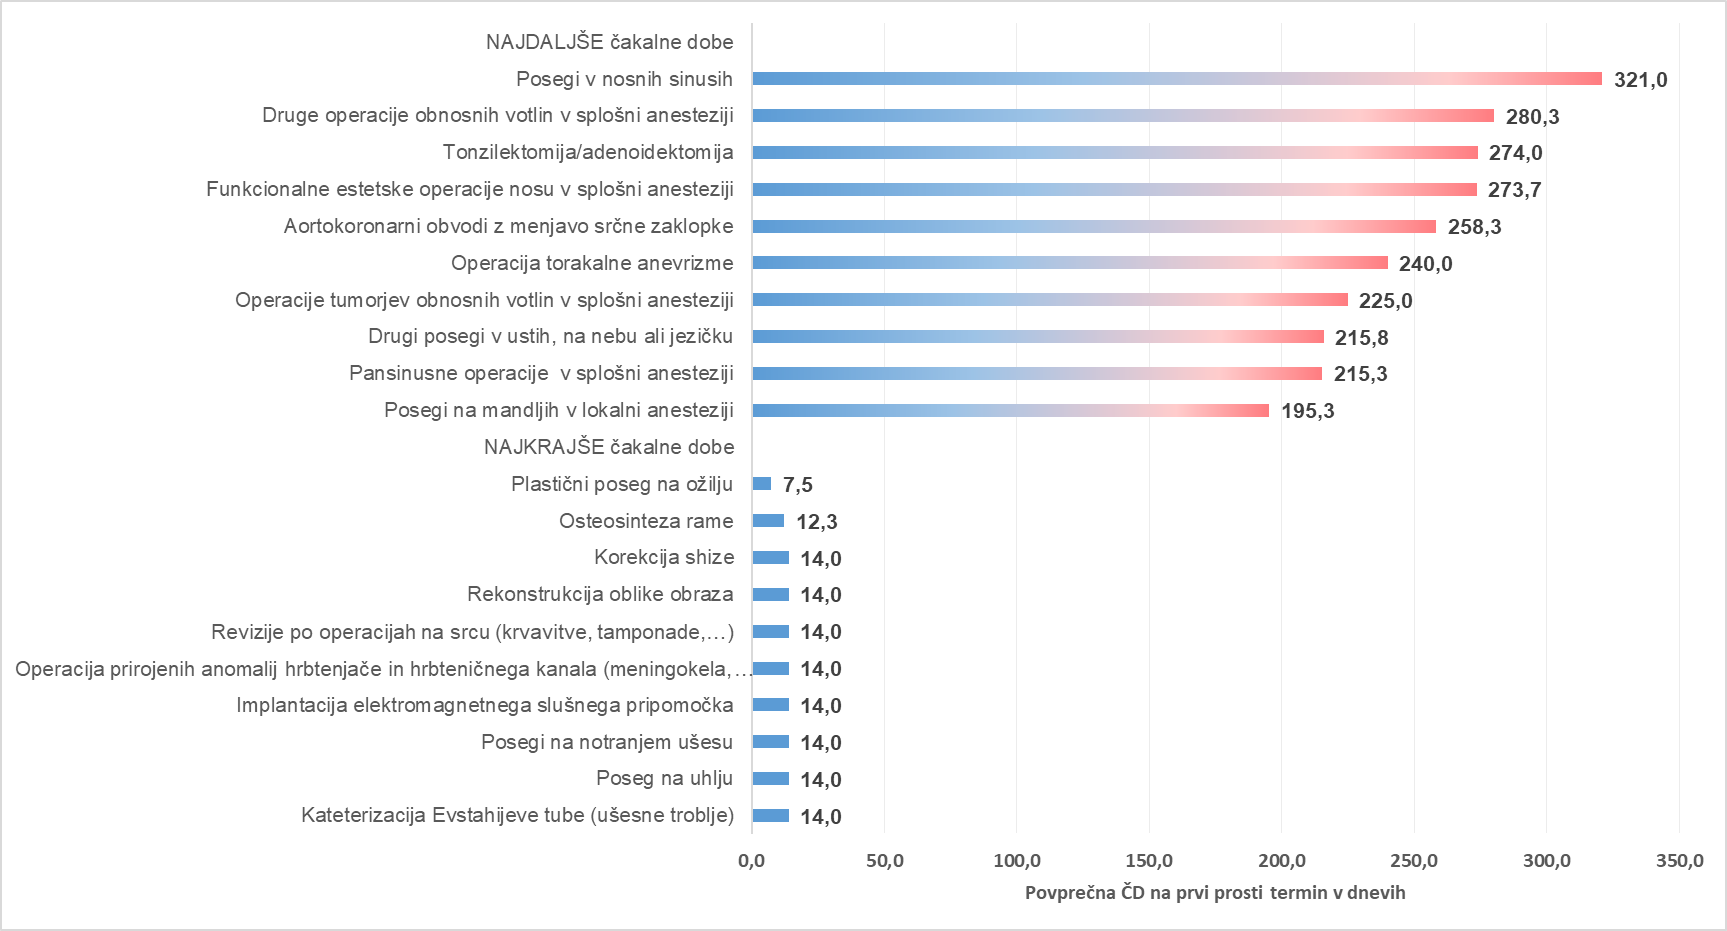 NAJDALJŠE čakalne dobe
Posegi v nosnih sinusih 321,0
Druge operacije obnosnih votlin v splošni anesteziji 280,3
Tonzilektomija/adenoidektomija 274,0
Funkcionalne estetske operacije nosu v splošni anesteziji 273,7
Aortokoronarni obvodi z menjavo srčne zaklopke 258,3
Operacija torakalne anevrizme 240,0
Operacije tumorjev obnosnih votlin v splošni anesteziji 225,0
Drugi posegi v ustih, na nebu ali jezičku 215,8
Pansinusne operacije  v splošni anesteziji 215,3
Posegi na mandljih v lokalni anesteziji 195,3
NAJKRAJŠE čakalne dobe
Plastični poseg na ožilju 7,5
Osteosinteza rame 12,3
Korekcija shize 14,0
Rekonstrukcija oblike obraza 14,0
Revizije po operacijah na srcu (krvavitve, tamponade,…) 14,0
Operacija prirojenih anomalij hrbtenjače in hrbteničnega kanala (meningokela,… 14,0
Implantacija elektromagnetnega slušnega pripomočka 14,0
Posegi na notranjem ušesu 14,0
Poseg na uhlju 14,0
Kateterizacija Evstahijeve tube (ušesne troblje) 14,0
0,0 50,0 100,0 150,0 200,0 250,0 300,0 350,0
Povprečna ČD na prvi prosti termin v dnevih